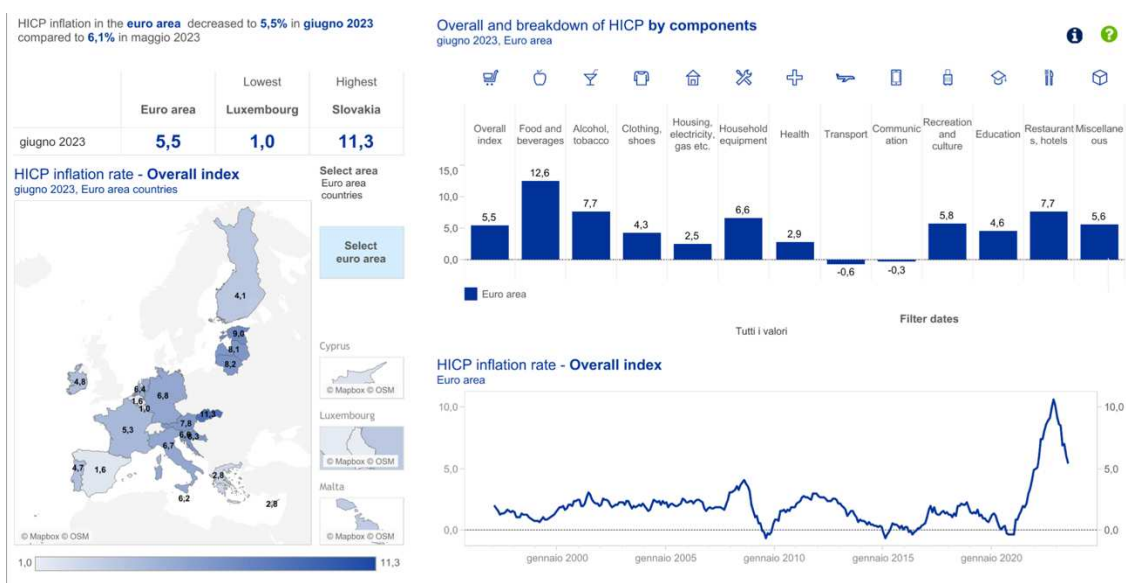 HICP inflation in the euro area decreased to 5,5% in giugno 2023
compared to 6,1% in maggio 2023
Lowest Highest
Euro area Luxembourg Slovakia
giugno 2023 5,5 1,0 11,3
HICP inflation rate - Overall index
giugno 2023, Euro area countries
Select area
Euro area
countries
Select
euro area
4,1
9,0
8,1
8,2
4,8
6,4
1,6
1,0
6,8
11,3
7,8
5,3
6,7
8,3
4,7
1,6
2,8
6,2
2,8
© Mapbox © OSM
Cyprus
© Mapbox © OSM
Luxembourg
© Mapbox © OSM
Malta
© Mapbox © OSM
1,0 11,3
Overall and breakdown of HICP by components
giugno 2023, Euro area
Overall
index
Food and
beverages
Alcohol,
tobacco
Clothing,
shoes
Housing,
electricity,
gas etc.
Household
equipment
Health
Transport
Communic
ation
Recreation
and
culture
Education
Restaurant
s, hotels
Miscellane
ous
15,0
10,0
5,0
0,0
5,5
12,6
7,7
4,3
2,5
6,6
2,9
-0,6
-0,3
5,8
4,6
7,7
5,6
Euro area
Filter dates
Tutti i valori
HICP inflation rate - Overall index
Euro area
10,0 10,0
5,0 5,0
0,0 0,0
gennaio 2000 gennaio 2005 gennaio 2010 gennaio 2015 gennaio 2020